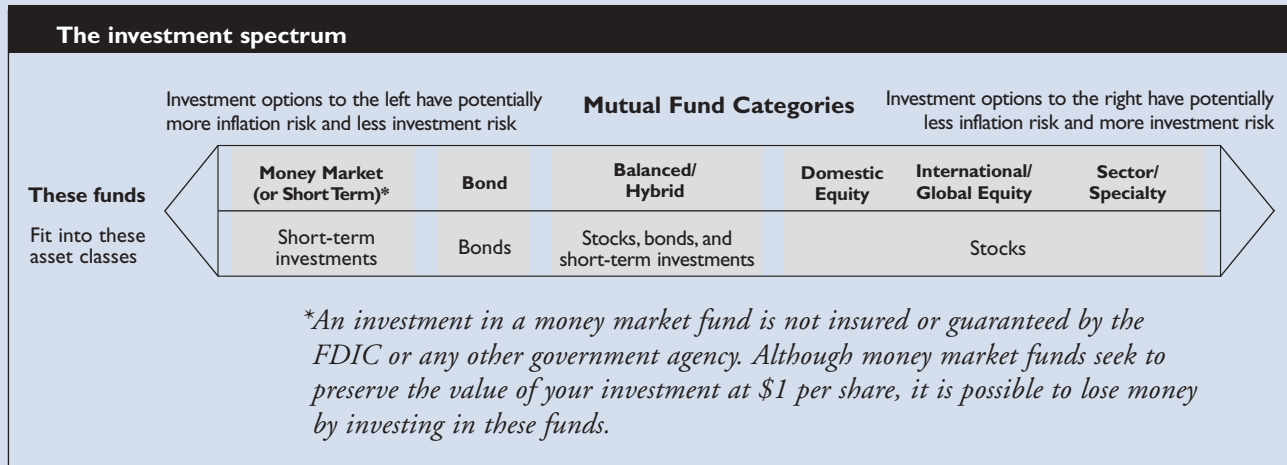 The investment spectrum
Investment options to the left have potentially
more inflation risk and less investment risk
Mutual Fund Categories
Investment options to the right have potentially
less inflation risk and more investment risk
These funds
Money Market
(or Short Term)*
Bond
Balanced/
Hybrid
Domestic
Equity
International/
Global Equity
Sector/
Specialty
Fit into these
asset classes
Short-term
investments
Bonds
Stocks, bonds, and
short-term investments
Stocks
*An investment in a money market fund is not insured or guaranteed by the
FDIC or any other government agency. Although money market funds seek to
preserve the value of your investment at $1 per share, it is possible to lose money
by investing in these funds.